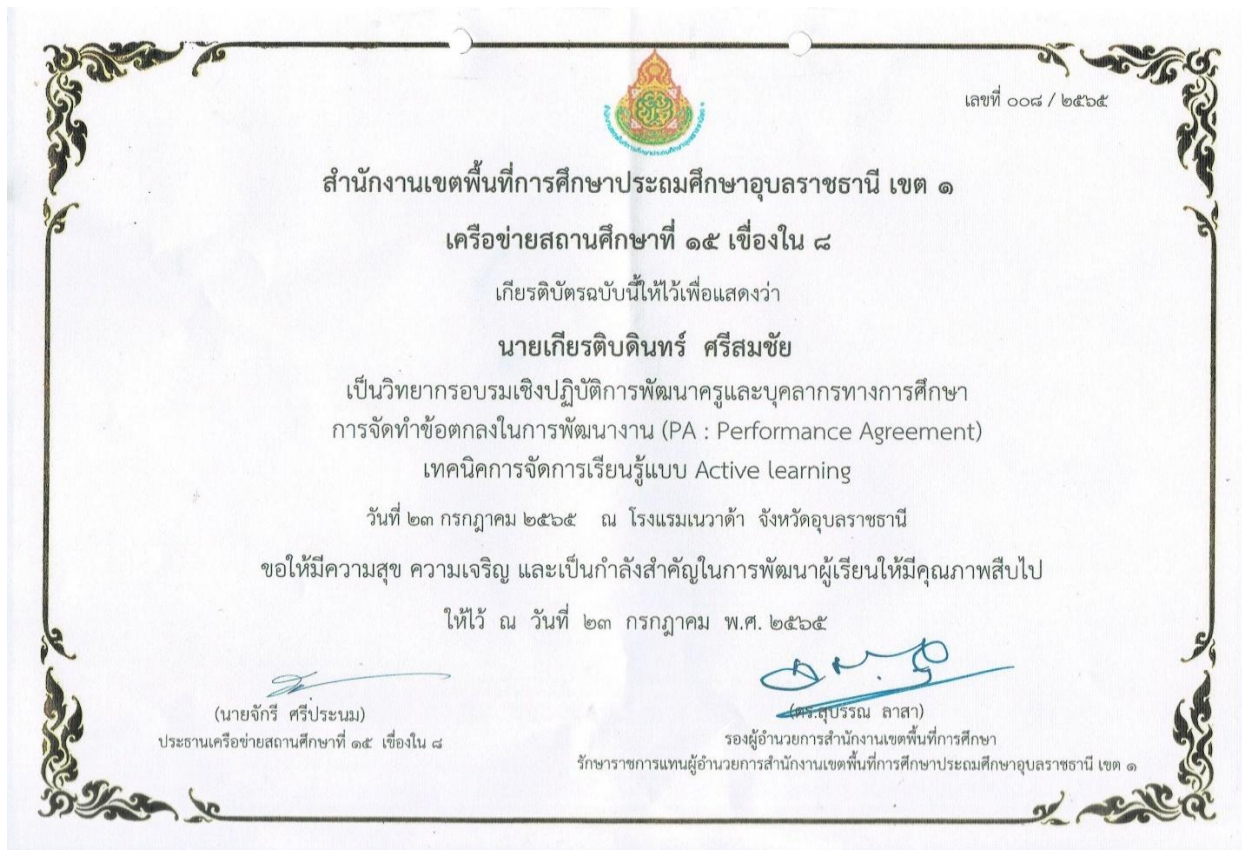 เลขที่ ๐๐๘ / ๒๕๖๕
สำนักงานเขตพื้นที่การศึกษาประถมศึกษาอุบลราชธานี เขต ๑
เครือข่ายสถานศึกษาที่ ๑๕ เขื่องใน ๘
เกียรติบัตรฉบับนี้ให้ไว้เพื่อแสดงว่า
นายเกียรติบดินทร์ ศรีสมชัย
เป็นวิทยากรอบรมเชิงปฏิบัติการพัฒนาครูและบุคลากรทางการศึกษา
การจัดทำข้อตกลงในการพัฒนางาน (PA : Performance Agreement)
เทคนิคการจัดการเรียนรู้แบบ Active learning
วันที่ ๒๓ กรกฎาคม ๒๕๖๕ ณ โรงแรมเนวาด้า จังหวัดอุบลราชธานี
ขอให้มีความสุข ความเจริญ และเป็นกำลังสำคัญในการพัฒนาผู้เรียนให้มีคุณภาพสืบไป
ให้ไว้ ณ วันที่ ๒๓ กรกฎาคม พ.ศ. ๒๕๖๕
(นายจักรี ศรีประนม)
ประธานเครือข่ายสถานศึกษาที่ ๑๕ เขื่องใน ๘
(ดร.สุบรรณ ลาสา)
รองผู้อำนวยการสำนักงานเขตพื้นที่การศึกษา
รักษาราชการแทนผู้อำนวยการสำนักงานเขตพื้นที่การศึกษาประถมศึกษาอุบลราชธานี เขต ๑